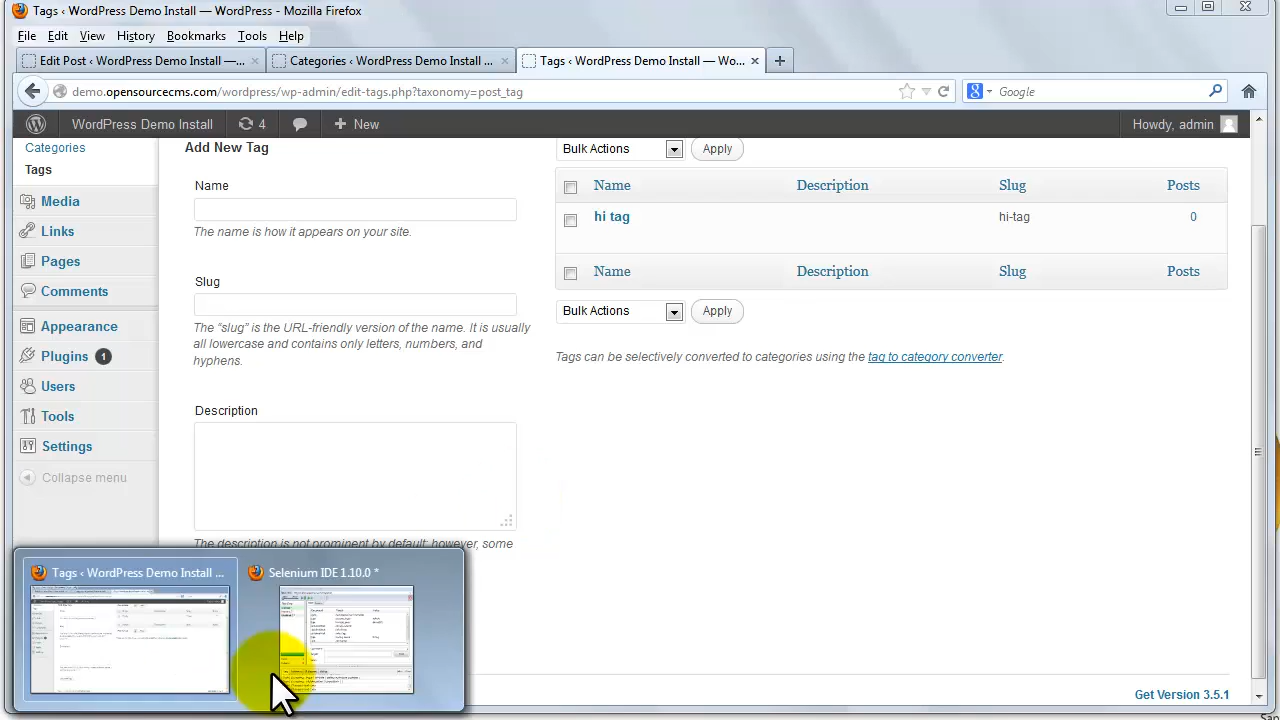 Tags ‹ WordPress Demo Install — WordPress - Mozilla Firefox
File Edit View History Bookmarks Tools Help
Edit Post ‹ WordPress Demo Install —... Categories ‹ WordPress Demo Install ... Tags ‹ WordPress Demo Install — Wo...
demo.opensourcecms.com/wordpress/wp-admin/edit-tags.php?taxonomy=post_tag Google
WordPress Demo Install 4 New Howdy, admin
Categories
Tags
Media
Links
Pages
Comments
Appearance
Plugins 1
Users
Tools
Settings
Collapse menu
Add New Tag
Name
The name is how it appears on your site.
Slug
The “slug” is the URL-friendly version of the name. It is usually
all lowercase and contains only letters, numbers, and
hyphens.
Description
The description is not prominent by default; however, some
Bulk Actions Apply
Name Description Slug Posts
hi tag hi-tag 0
Name Description Slug Posts
Bulk Actions Apply
Tags can be selectively converted to categories using the tag to category converter.
Tags ‹ WordPress Demo Install ... Selenium IDE 1.10.0 *
Get Version 3.5.1